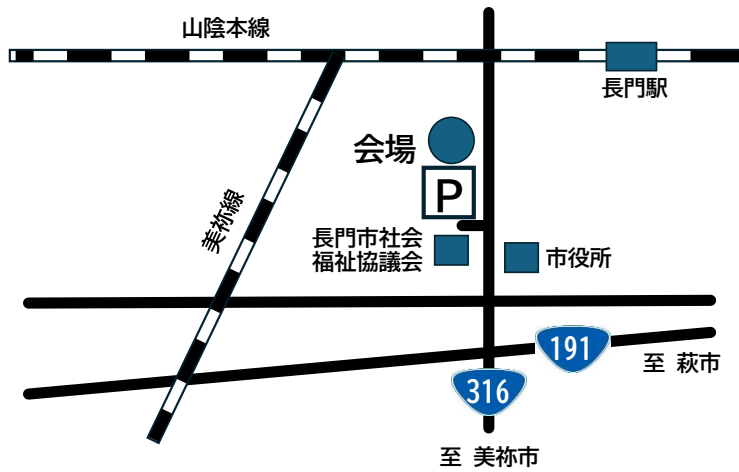 山陰本線
長門駅
会場
P
美祢線
長門市社会
福祉協議会
市役所
191
至 萩市
316
至 美祢市